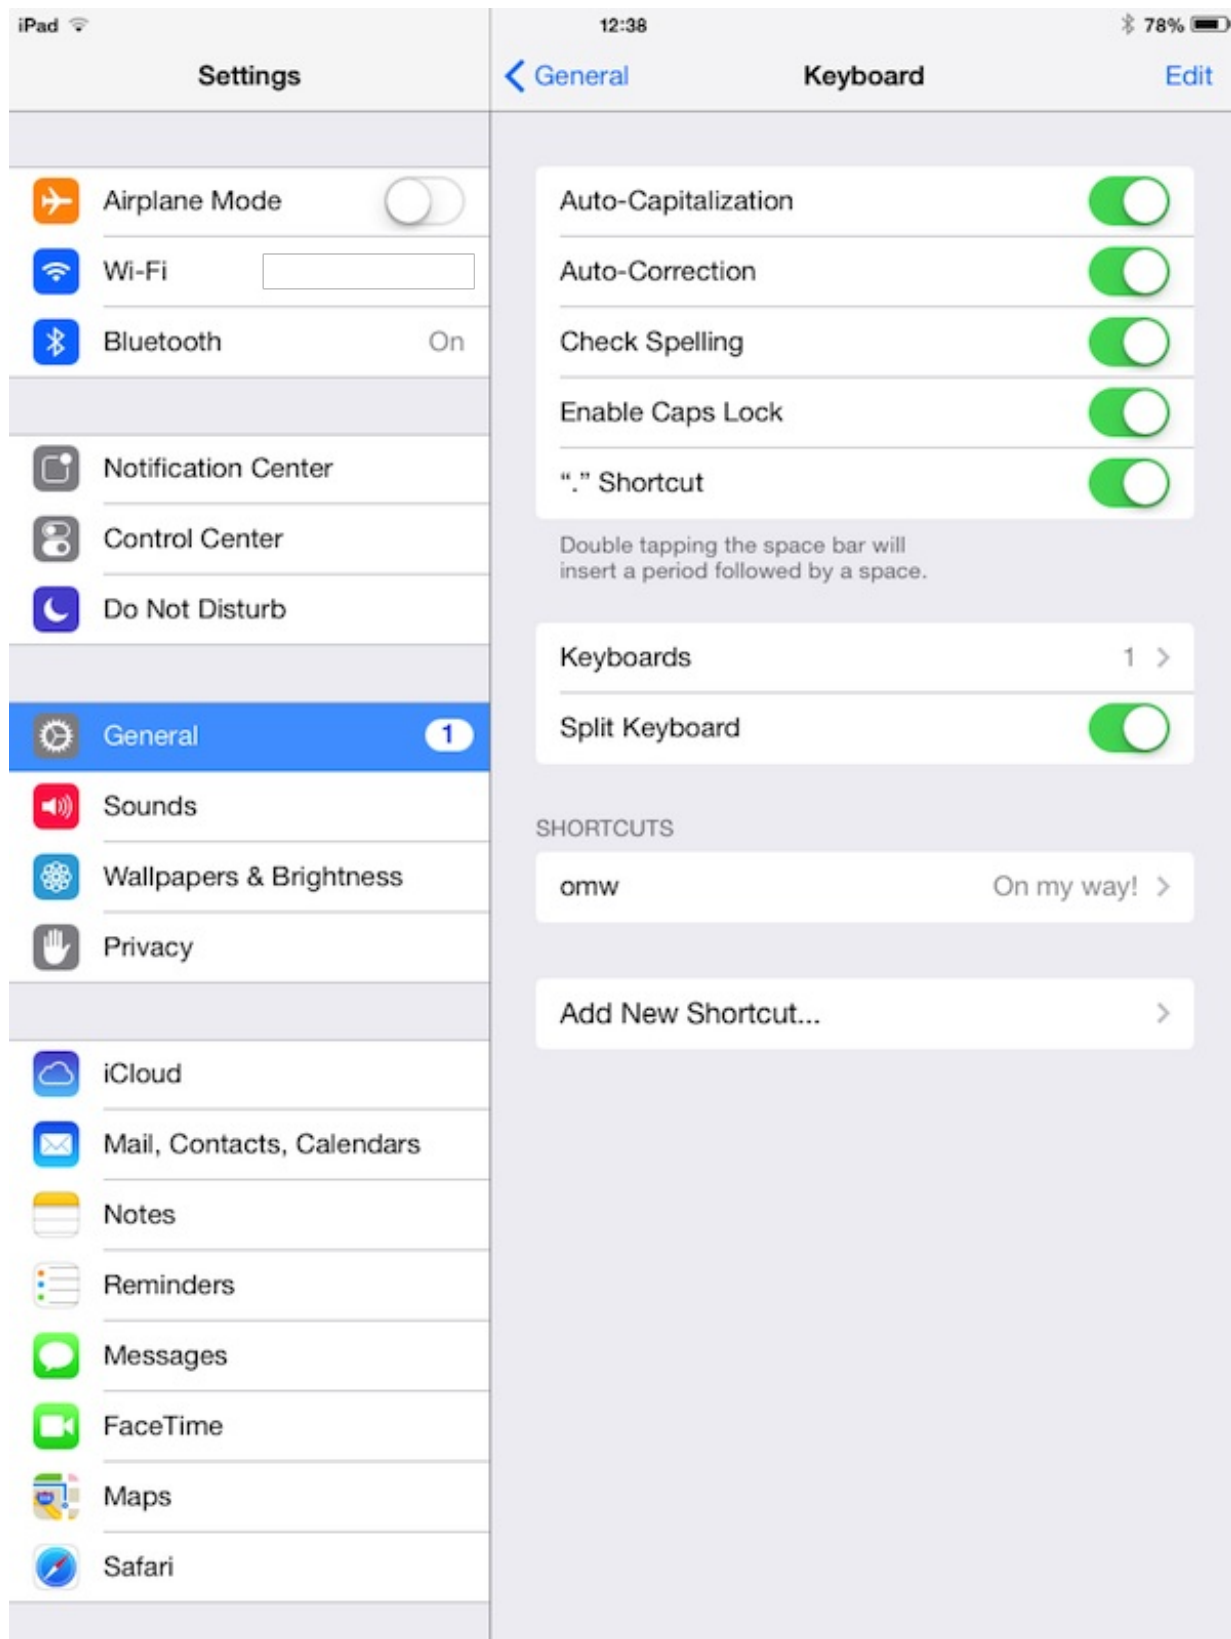 iPad
12:38
78%
Settings
General
Keyboard
Edit
Airplane Mode
Wi-Fi
Bluetooth On
Notification Center
Control Center
Do Not Disturb
General 1
Sounds
Wallpapers & Brightness
Privacy
iCloud
Mail, Contacts, Calendars
Notes
Reminders
Messages
FaceTime
Maps
Safari
Auto-Capitalization
Auto-Correction
Check Spelling
Enable Caps Lock
“.” Shortcut
Double tapping the space bar will
insert a period followed by a space.
Keyboards 1
Split Keyboard
SHORTCUTS
omw On my way!
Add New Shortcut...